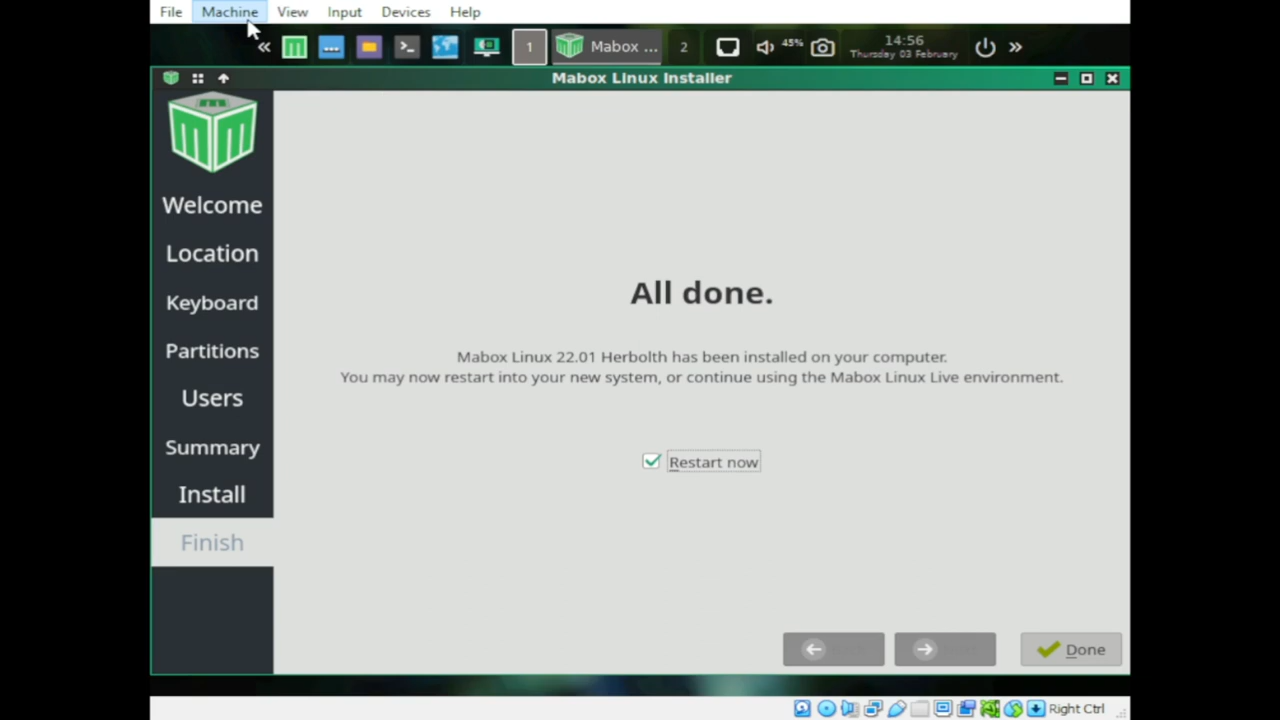 File Machine View Input Devices Help
« 1 Mabox ... 2 45% 14:56 »
Thursday 03 February
Mabox Linux Installer
Welcome
Location
Keyboard
Partitions
Users
Summary
Install
Finish
All done.
Mabox Linux 22.01 Herbolth has been installed on your computer.
You may now restart into your new system, or continue using the Mabox Linux Live environment.
Restart now
Done
Right Ctrl